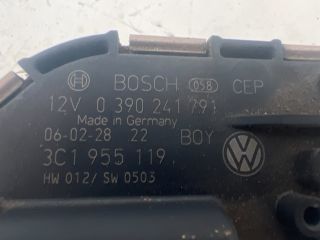 BOSCH 058 CEP
12V 0 390 241 791
Made in Germany
06-02-28 22 BOY
3C1 955 119
HW 012/ SW 0503